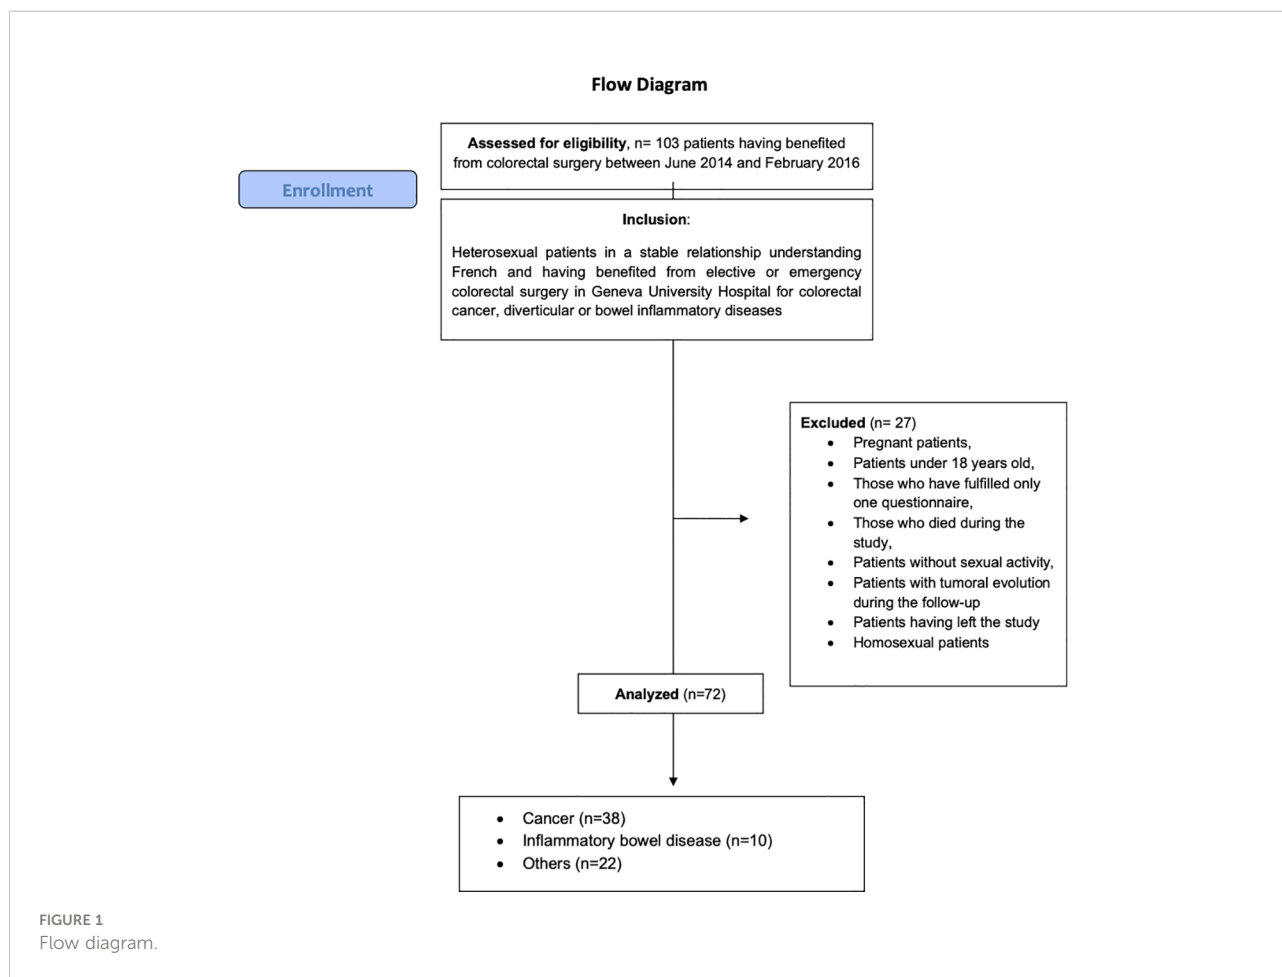 Flow Diagram
Assessed for eligibility, n= 103 patients having benefited
from colorectal surgery between June 2014 and February 2016
Enrollment
Inclusion:
Heterosexual patients in a stable relationship understanding
French and having benefited from elective or emergency
colorectal surgery in Geneva University Hospital for colorectal
cancer, diverticular or bowel inflammatory diseases
Excluded (n= 27)
• Pregnant patients,
• Patients under 18 years old,
• Those who have fulfilled only
one questionnaire,
• Those who died during the
study,
• Patients without sexual activity,
• Patients with tumoral evolution
during the follow-up
• Patients having left the study
• Homosexual patients
Analyzed (n=72)
• Cancer (n=38)
• Inflammatory bowel disease (n=10)
• Others (n=22)
FIGURE 1
Flow diagram.